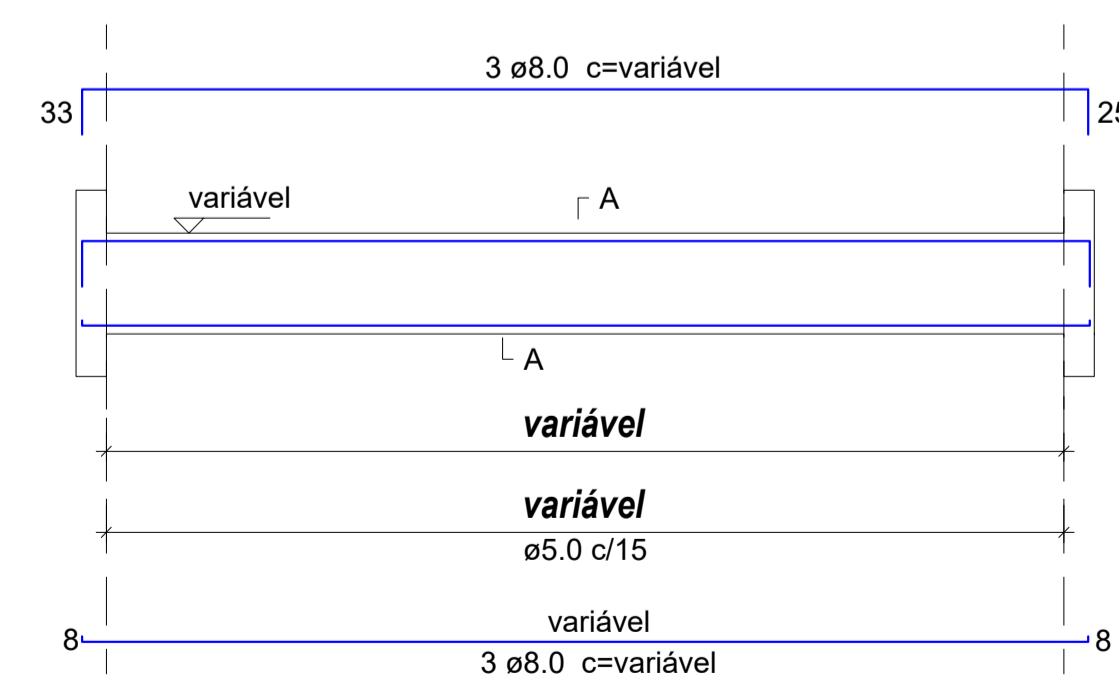 3 ø8.0 c=variável
33
25
variável
A
A
variável
variável
ø5.0 c/15
variável
8
8
3 ø8.0 c=variável